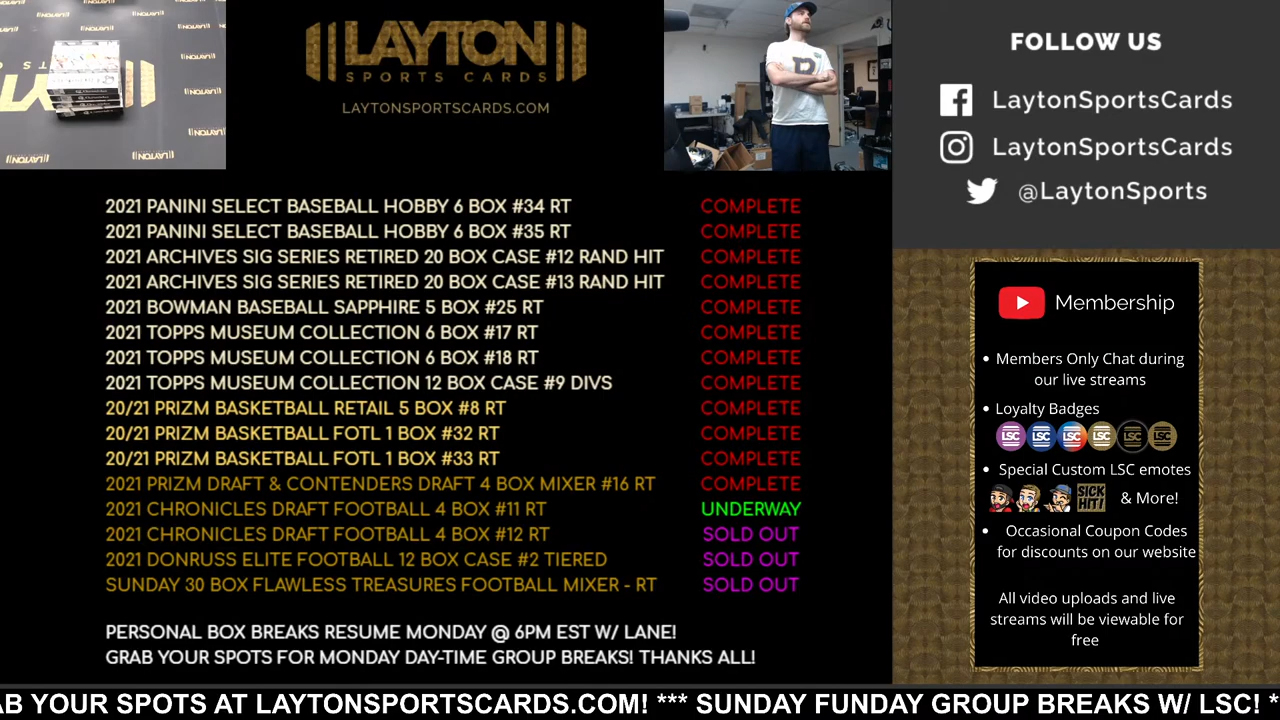 LAYTON
SPORTS CARDS
LAYTONSPORTSCARDS.COM
FOLLOW US
LaytonSportsCards
LaytonSportsCards
@LaytonSports
2021 PANINI SELECT BASEBALL HOBBY 6 BOX #34 RT COMPLETE
2021 PANINI SELECT BASEBALL HOBBY 6 BOX #35 RT COMPLETE
2021 ARCHIVES SIG SERIES RETIRED 20 BOX CASE #12 RAND HIT COMPLETE
2021 ARCHIVES SIG SERIES RETIRED 20 BOX CASE #13 RAND HIT COMPLETE
2021 BOWMAN BASEBALL SAPPHIRE 5 BOX #25 RT COMPLETE
2021 TOPPS MUSEUM COLLECTION 6 BOX #17 RT COMPLETE
2021 TOPPS MUSEUM COLLECTION 6 BOX #18 RT COMPLETE
2021 TOPPS MUSEUM COLLECTION 12 BOX CASE #9 DIVS COMPLETE
20/21 PRIZM BASKETBALL RETAIL 5 BOX #8 RT COMPLETE
20/21 PRIZM BASKETBALL FOTL 1 BOX #32 RT COMPLETE
20/21 PRIZM BASKETBALL FOTL 1 BOX #33 RT COMPLETE
2021 PRIZM DRAFT & CONTENDERS DRAFT 4 BOX MIXER #16 RT COMPLETE
2021 CHRONICLES DRAFT FOOTBALL 4 BOX #11 RT UNDERWAY
2021 CHRONICLES DRAFT FOOTBALL 4 BOX #12 RT SOLD OUT
2021 DONRUSS ELITE FOOTBALL 12 BOX CASE #2 TIERED SOLD OUT
SUNDAY 30 BOX FLAWLESS TREASURES FOOTBALL MIXER - RT SOLD OUT
PERSONAL BOX BREAKS RESUME MONDAY @ 6PM EST W/ LANE!
GRAB YOUR SPOTS FOR MONDAY DAY-TIME GROUP BREAKS! THANKS ALL!
Membership
• Members Only Chat during
our live streams
• Loyalty Badges
LSC LSC LSC LSC LSC LSC
• Special Custom LSC emotes
SICK HIT! & More!
• Occasional Coupon Codes
for discounts on our website
All video uploads and live
streams will be viewable for
free
AB YOUR SPOTS AT LAYTONSPORTSCARDS.COM! *** SUNDAY FUNDAY GROUP BREAKS W/ LSC! *